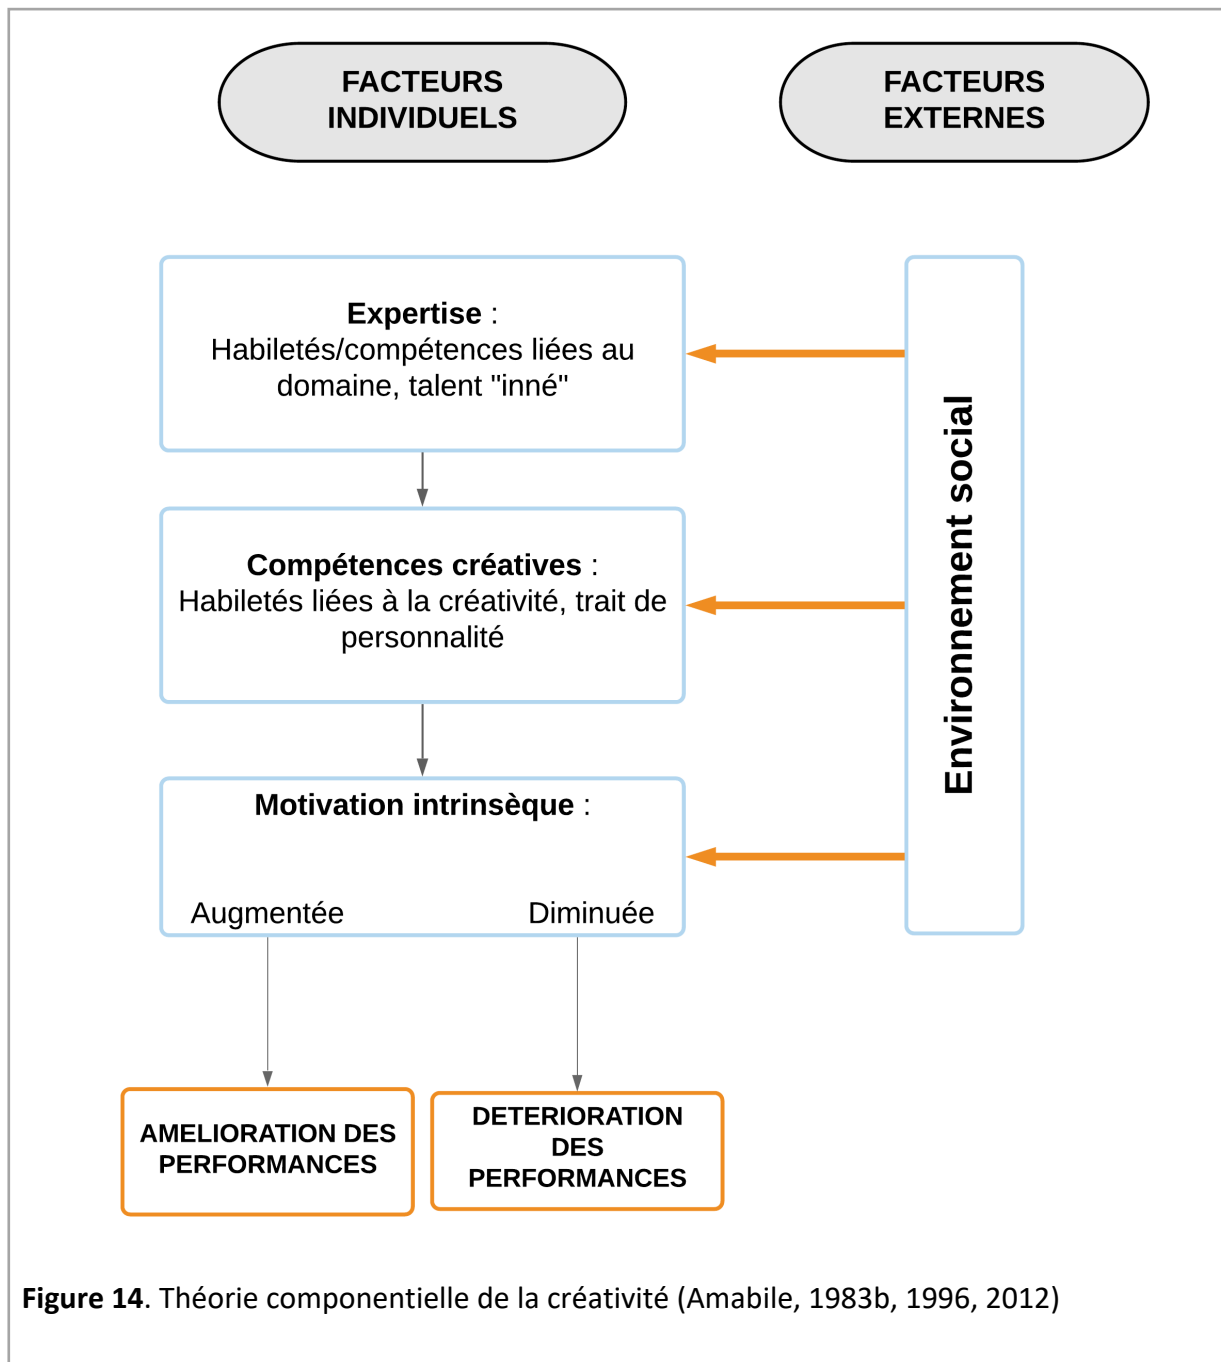 FACTEURS
INDIVIDUELS
FACTEURS
EXTERNES
Expertise :
Habiletés/compétences liées au
domaine, talent "inné"
Compétences créatives :
Habiletés liées à la créativité, trait de
personnalité
Motivation intrinsèque :
Augmentée
Diminuée
Environnement social
AMELIORATION DES
PERFORMANCES
DETERIORATION
DES
PERFORMANCES
Figure 14. Théorie componentielle de la créativité (Amabile, 1983b, 1996, 2012)